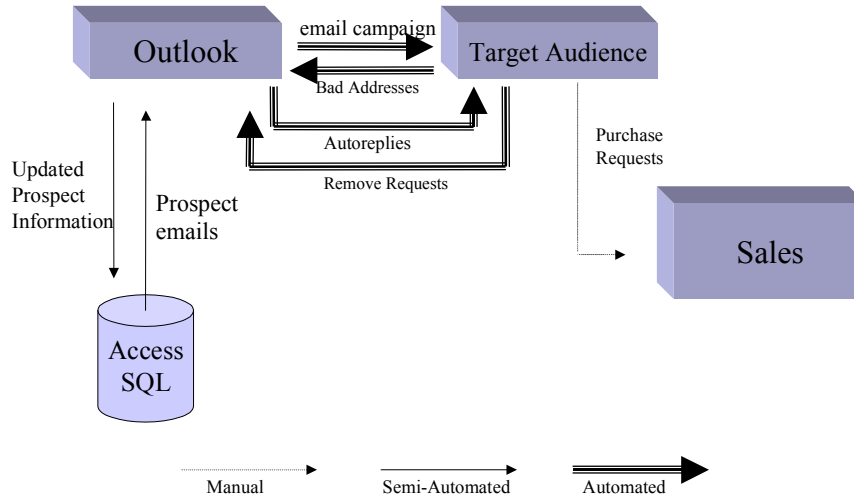 Outlook
email campaign
Target Audience
Bad Addresses
Autoreplies
Remove Requests
Purchase
Requests
Updated
Prospect
Information
Prospect
emails
Sales
Access
SQL
Manual
Semi-Automated
Automated